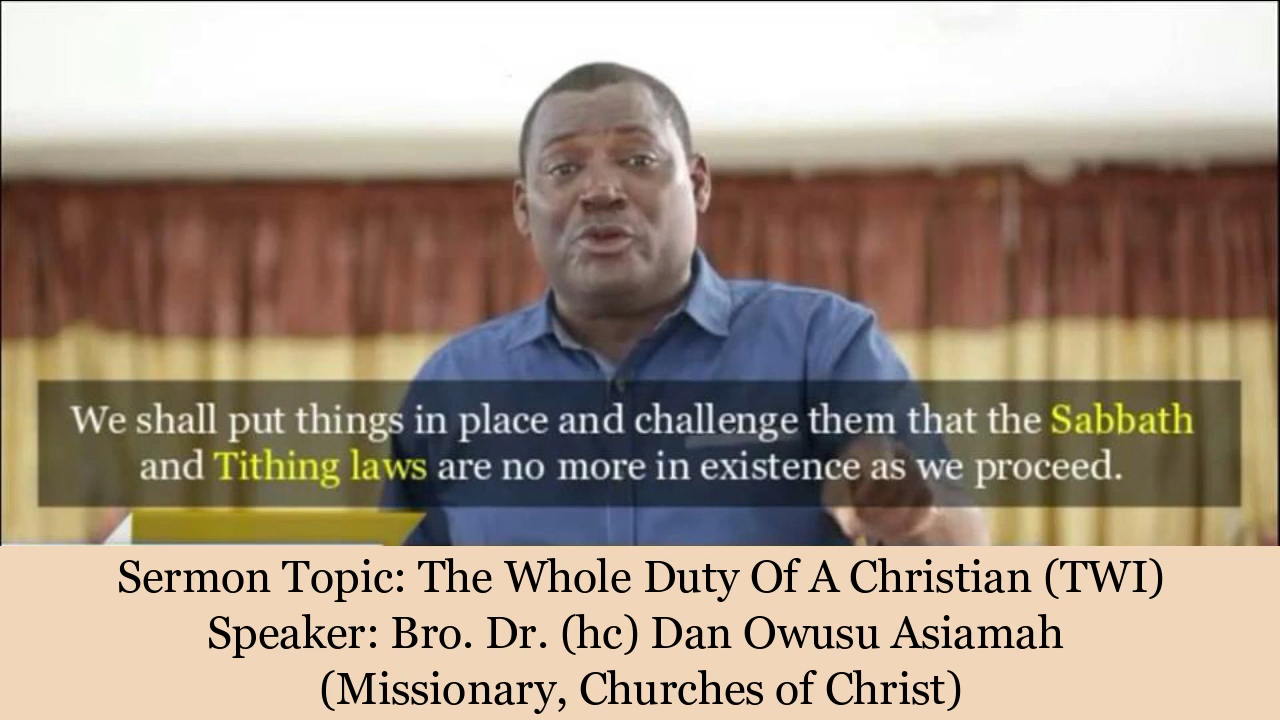 We shall put things in place and challenge them that the Sabbath
and Tithing laws are no more in existence as we proceed.
Sermon Topic: The Whole Duty Of A Christian (TWI)
Speaker: Bro. Dr. (hc) Dan Owusu Asiamah
(Missionary, Churches of Christ)